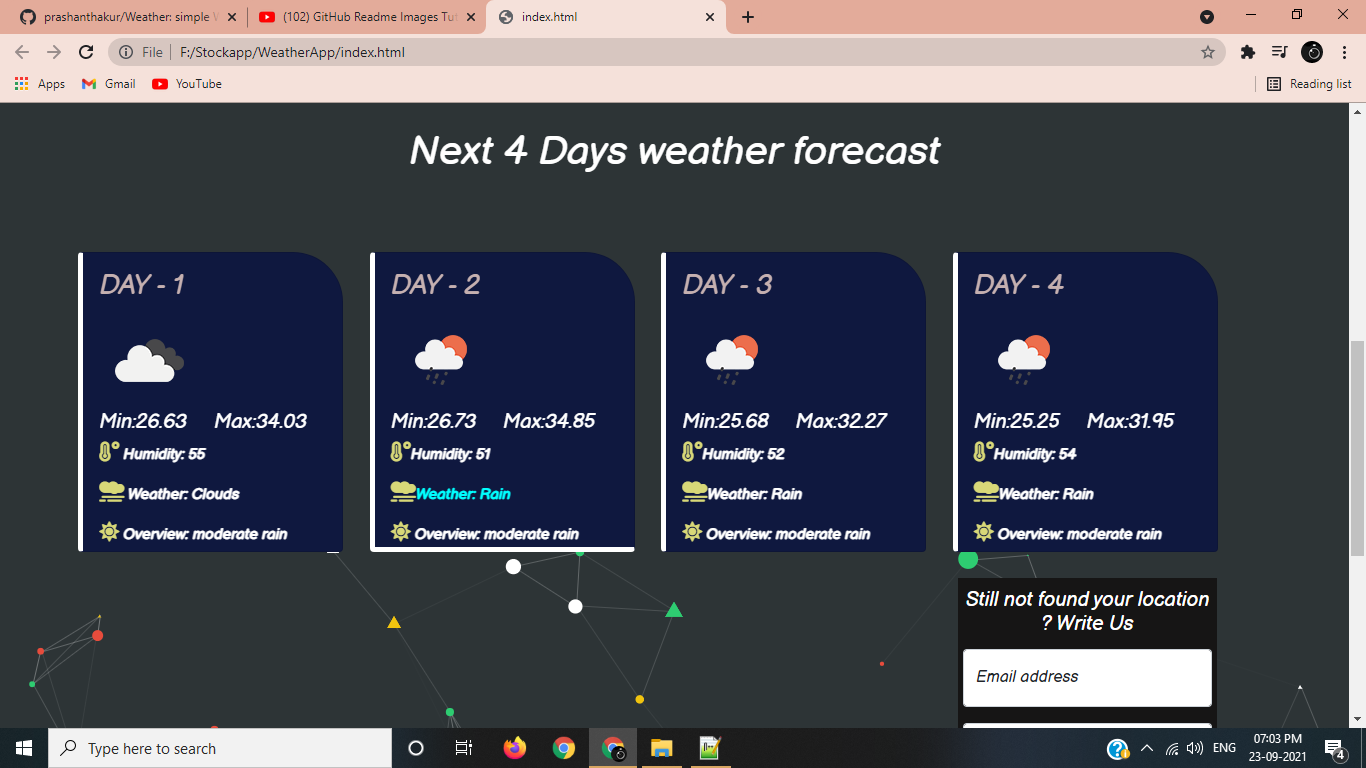 prashanthakur/Weather: simple W
(102) GitHub Readme Images Tut
index.html
File
F:/Stockapp/WeatherApp/index.html
Apps
Gmail
YouTube
Reading list
Next 4 Days weather forecast
DAY - 1
Min:26.63 Max:34.03
Humidity: 55
Weather: Clouds
Overview: moderate rain
DAY - 2
Min:26.73 Max:34.85
Humidity: 51
Weather: Rain
Overview: moderate rain
DAY - 3
Min:25.68 Max:32.27
Humidity: 52
Weather: Rain
Overview: moderate rain
DAY - 4
Min:25.25 Max:31.95
Humidity: 54
Weather: Rain
Overview: moderate rain
Still not found your location
? Write Us
Email address
Type here to search
ENG
07:03 PM
23-09-2021
4